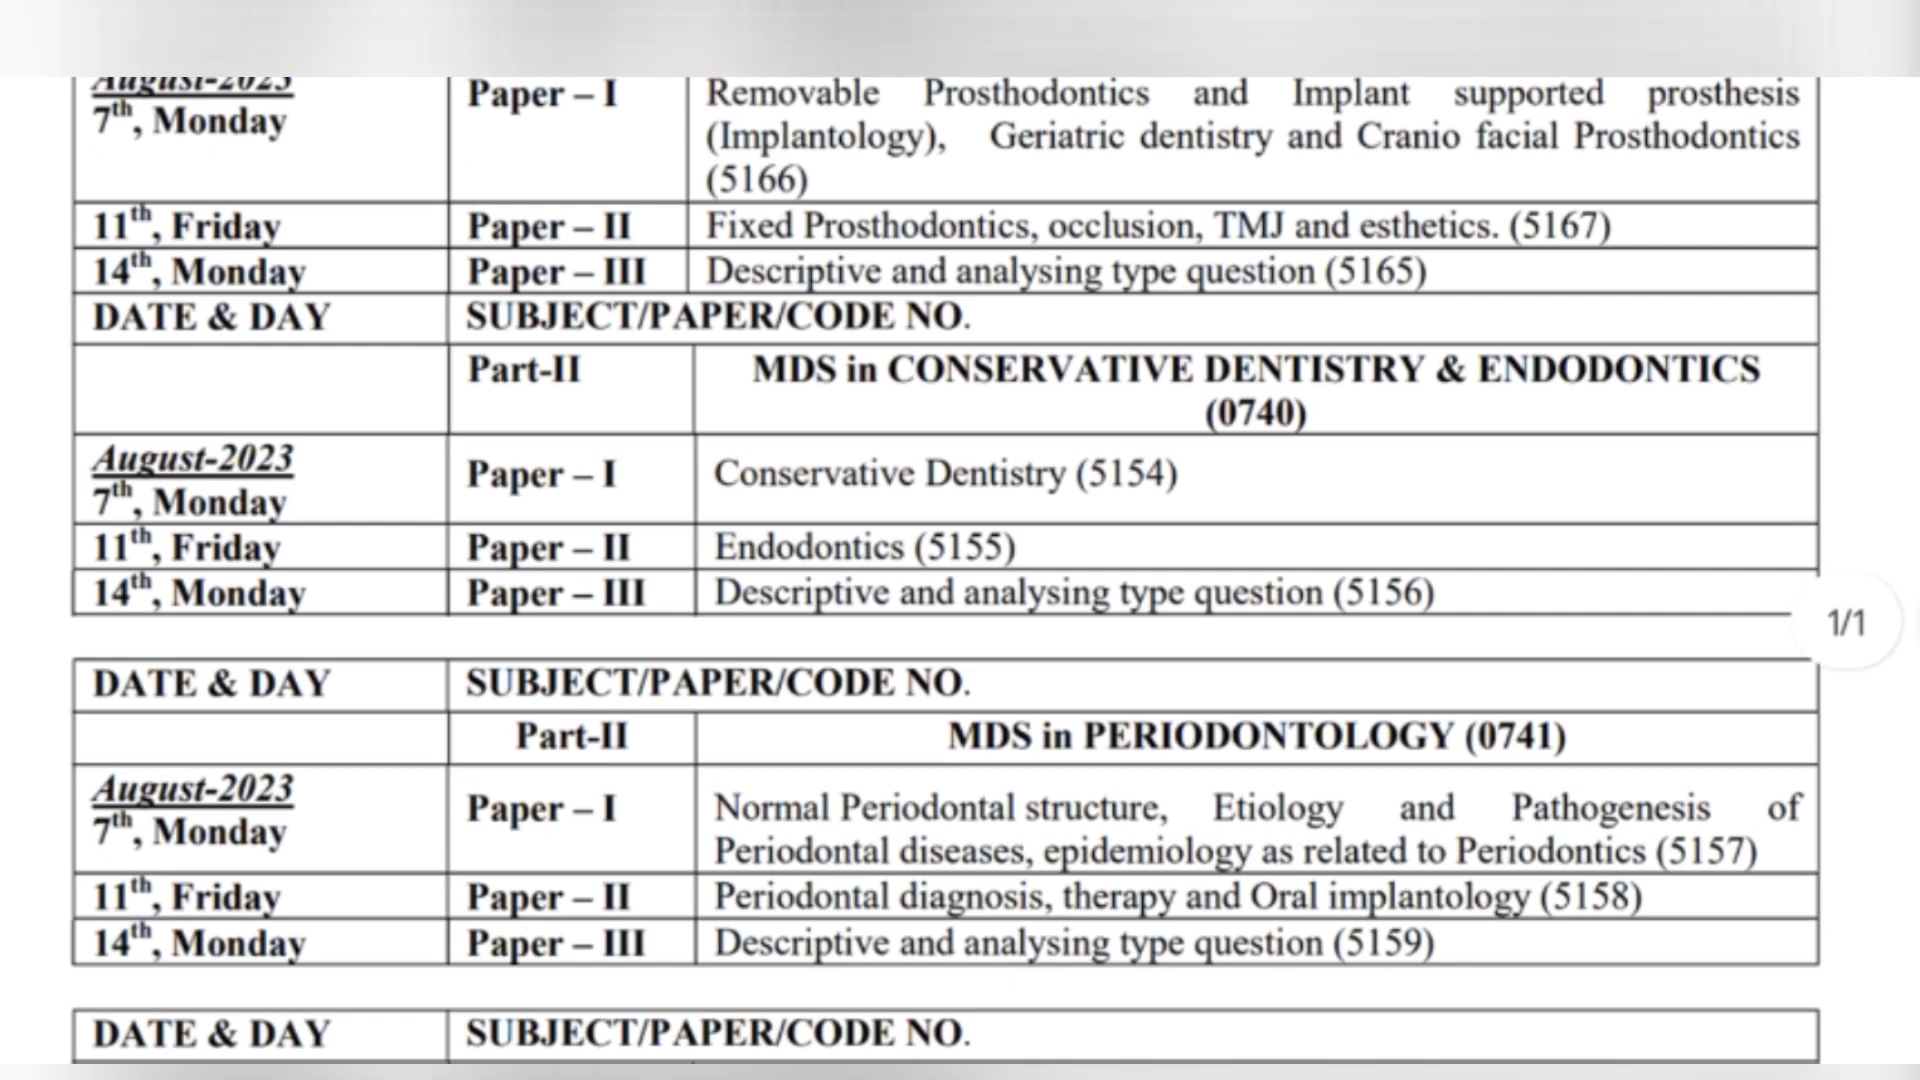 August-2023
7th, Monday
Paper – I
Removable Prosthodontics and Implant supported prosthesis
(Implantology), Geriatric dentistry and Cranio facial Prosthodontics
(5166)
11th, Friday Paper – II Fixed Prosthodontics, occlusion, TMJ and esthetics. (5167)
14th, Monday Paper – III Descriptive and analysing type question (5165)
DATE & DAY SUBJECT/PAPER/CODE NO.
Part-II MDS in CONSERVATIVE DENTISTRY & ENDODONTICS
(0740)
August-2023
7th, Monday
Paper – I Conservative Dentistry (5154)
11th, Friday Paper – II Endodontics (5155)
14th, Monday Paper – III Descriptive and analysing type question (5156)
1/1
DATE & DAY SUBJECT/PAPER/CODE NO.
Part-II MDS in PERIODONTOLOGY (0741)
August-2023
7th, Monday
Paper – I
Normal Periodontal structure, Etiology and Pathogenesis of
Periodontal diseases, epidemiology as related to Periodontics (5157)
11th, Friday Paper – II Periodontal diagnosis, therapy and Oral implantology (5158)
14th, Monday Paper – III Descriptive and analysing type question (5159)
DATE & DAY SUBJECT/PAPER/CODE NO.